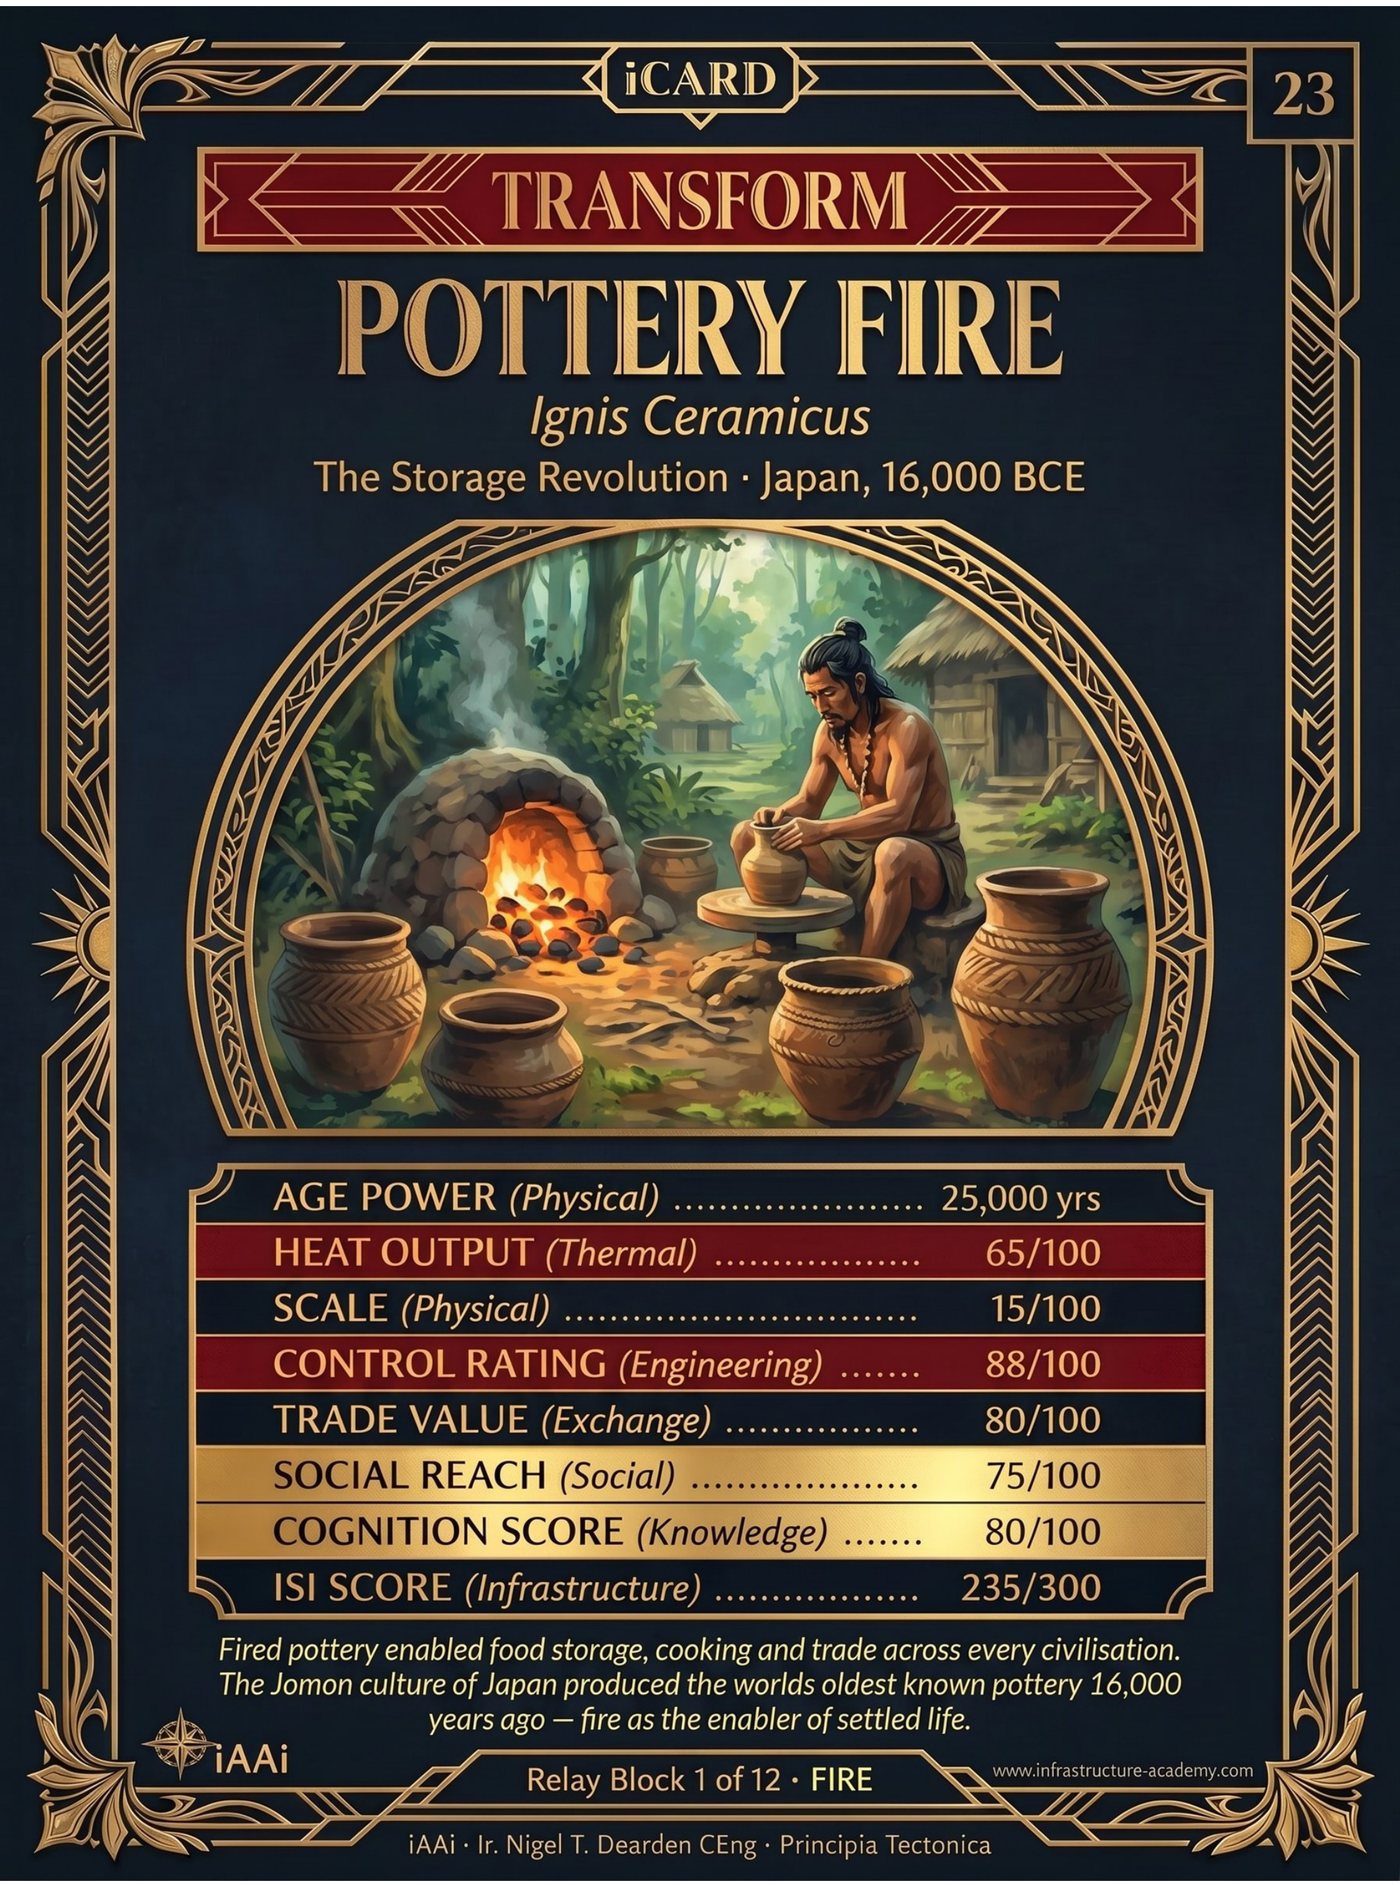 iCARD
23
TRANSFORM
POTTERY FIRE
Ignis Ceramicus
The Storage Revolution · Japan, 16,000 BCE
AGE POWER (Physical) ...................... 25,000 yrs
HEAT OUTPUT (Thermal) .................. 65/100
SCALE (Physical) ............................... 15/100
CONTROL RATING (Engineering) ....... 88/100
TRADE VALUE (Exchange) ................. 80/100
SOCIAL REACH (Social) .................... 75/100
COGNITION SCORE (Knowledge) ....... 80/100
ISI SCORE (Infrastructure) .................. 235/300
Fired pottery enabled food storage, cooking and trade across every civilisation.
The Jomon culture of Japan produced the worlds oldest known pottery 16,000
years ago — fire as the enabler of settled life.
iAAi
www.infrastructure-academy.com
Relay Block 1 of 12 · FIRE
iAAi · Ir. Nigel T. Dearden CEng · Principia Tectonica